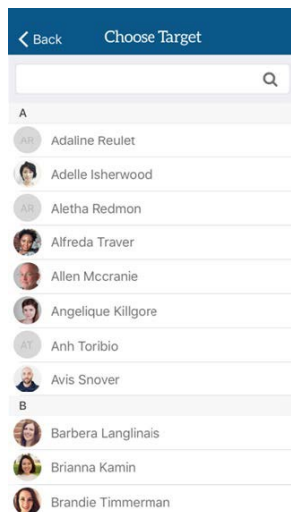 Back Choose Target
A
AR Adaline Reulet
Adelle Isherwood
AR Aletha Redmon
Alfreda Traver
Allen Mccranie
Angelique Killgore
AT Anh Toribio
Avis Snover
B
Barbera Langlinais
Brianna Kamin
Brandie Timmerman